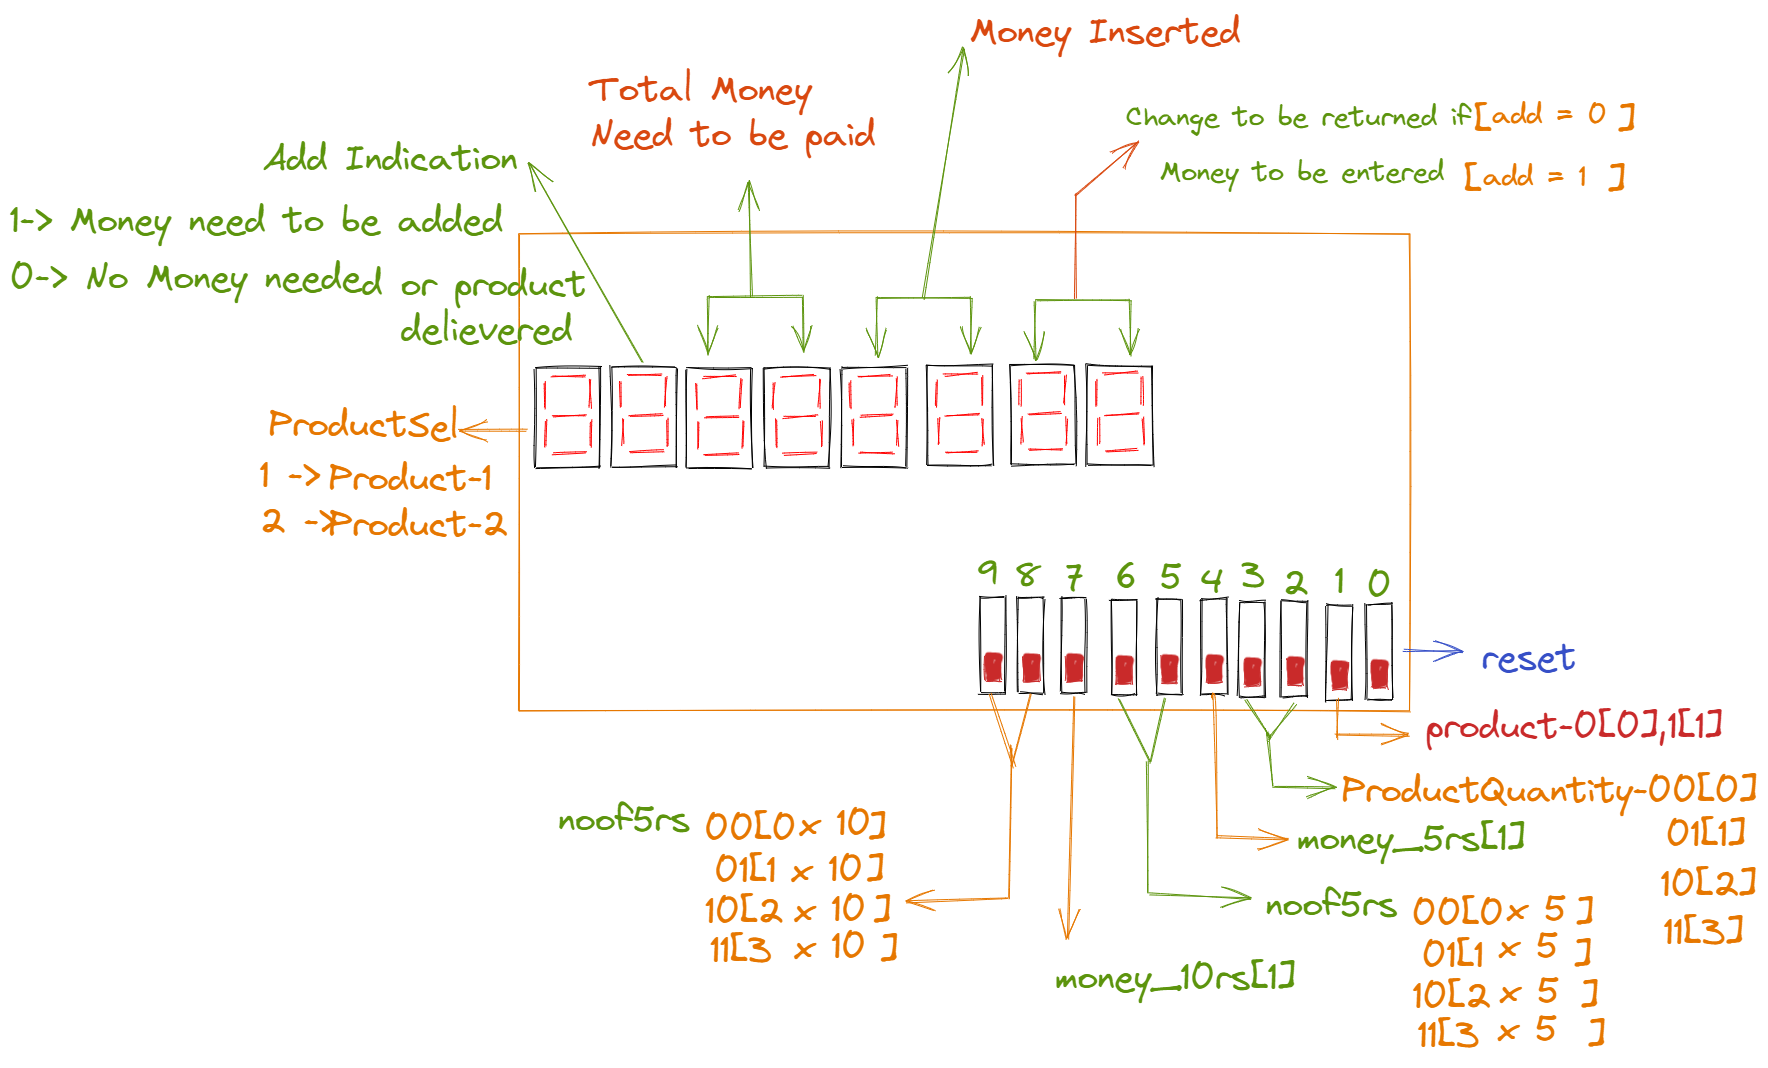 Money Inserted
Total Money
Need to be paid
Change to be returned if [add = 0 ]
Money to be entered [add = 1 ]
Add Indication
1-> Money need to be added
0-> No Money needed or product
delievered
ProductSel
1 ->Product-1
2 ->Product-2
9 8 7 6 5 4 3 2 1 0
reset
product-0[0],1[1]
ProductQuantity-00[0]
01[1]
10[2]
11[3]
money_5rs[1]
noof5rs 00[0 x 5 ]
01[1 x 5 ]
10[2 x 5 ]
11[3 x 5 ]
money_10rs[1]
noof5rs 00[0 x 10]
01[1 x 10 ]
10[2 x 10 ]
11[3 x 10 ]